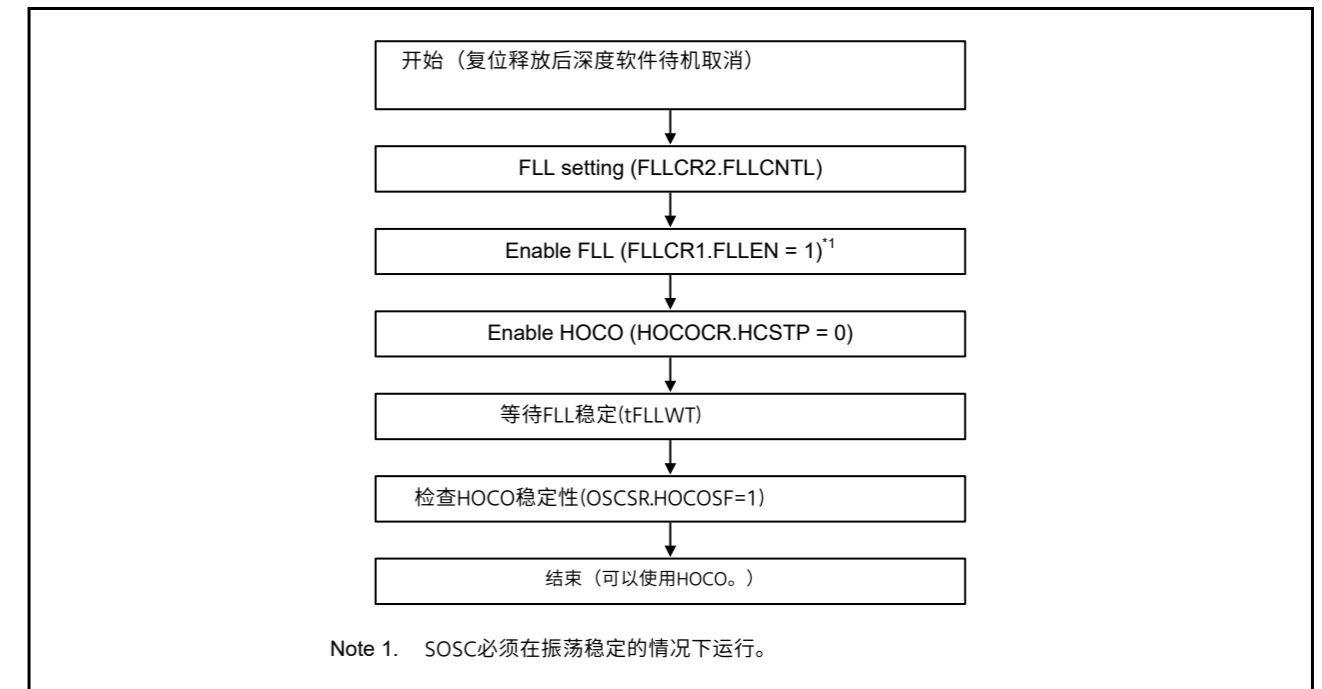 开始（复位释放后深度软件待机取消）
FLL setting (FLLCR2.FLLCNTL)
Enable FLL (FLLCR1.FLLEN = 1)*1
Enable HOCO (HOCOCR.HCSTP = 0)
等待FLL稳定(tFLLWT)
检查HOCO稳定性(OSCSR.HOCOSF=1)
结束（可以使用HOCO。）
Note 1. SOSC必须在振荡稳定的情况下运行。